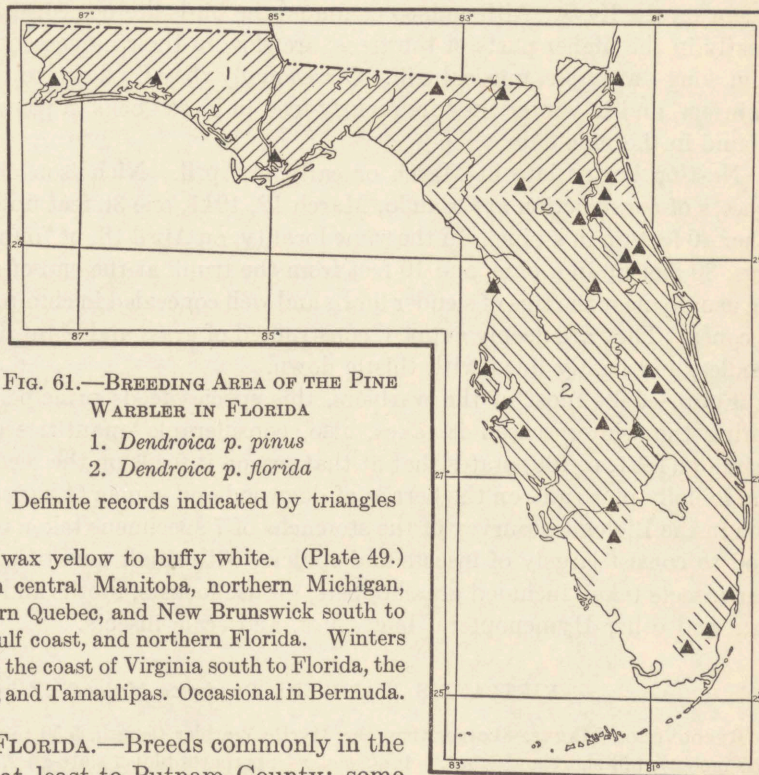 87°
85°
83°
81°
1
29°
29
87°
85°
2
FIG. 61.—BREEDING AREA OF THE PINE
WARBLER IN FLORIDA
1. Dendroica p. pinus
2. Dendroica p. florida
Definite records indicated by triangles
27
27
wax yellow to buffy white. (Plate 49.)
central Manitoba, northern Michigan,
Quebec, and New Brunswick south to
coast, and northern Florida. Winters
the coast of Virginia south to Florida, the
and Tamaulipas. Occasional in Bermuda.
25°
25
FLORIDA.—Breeds commonly in the
at least to Putnam County; some
83°
81°